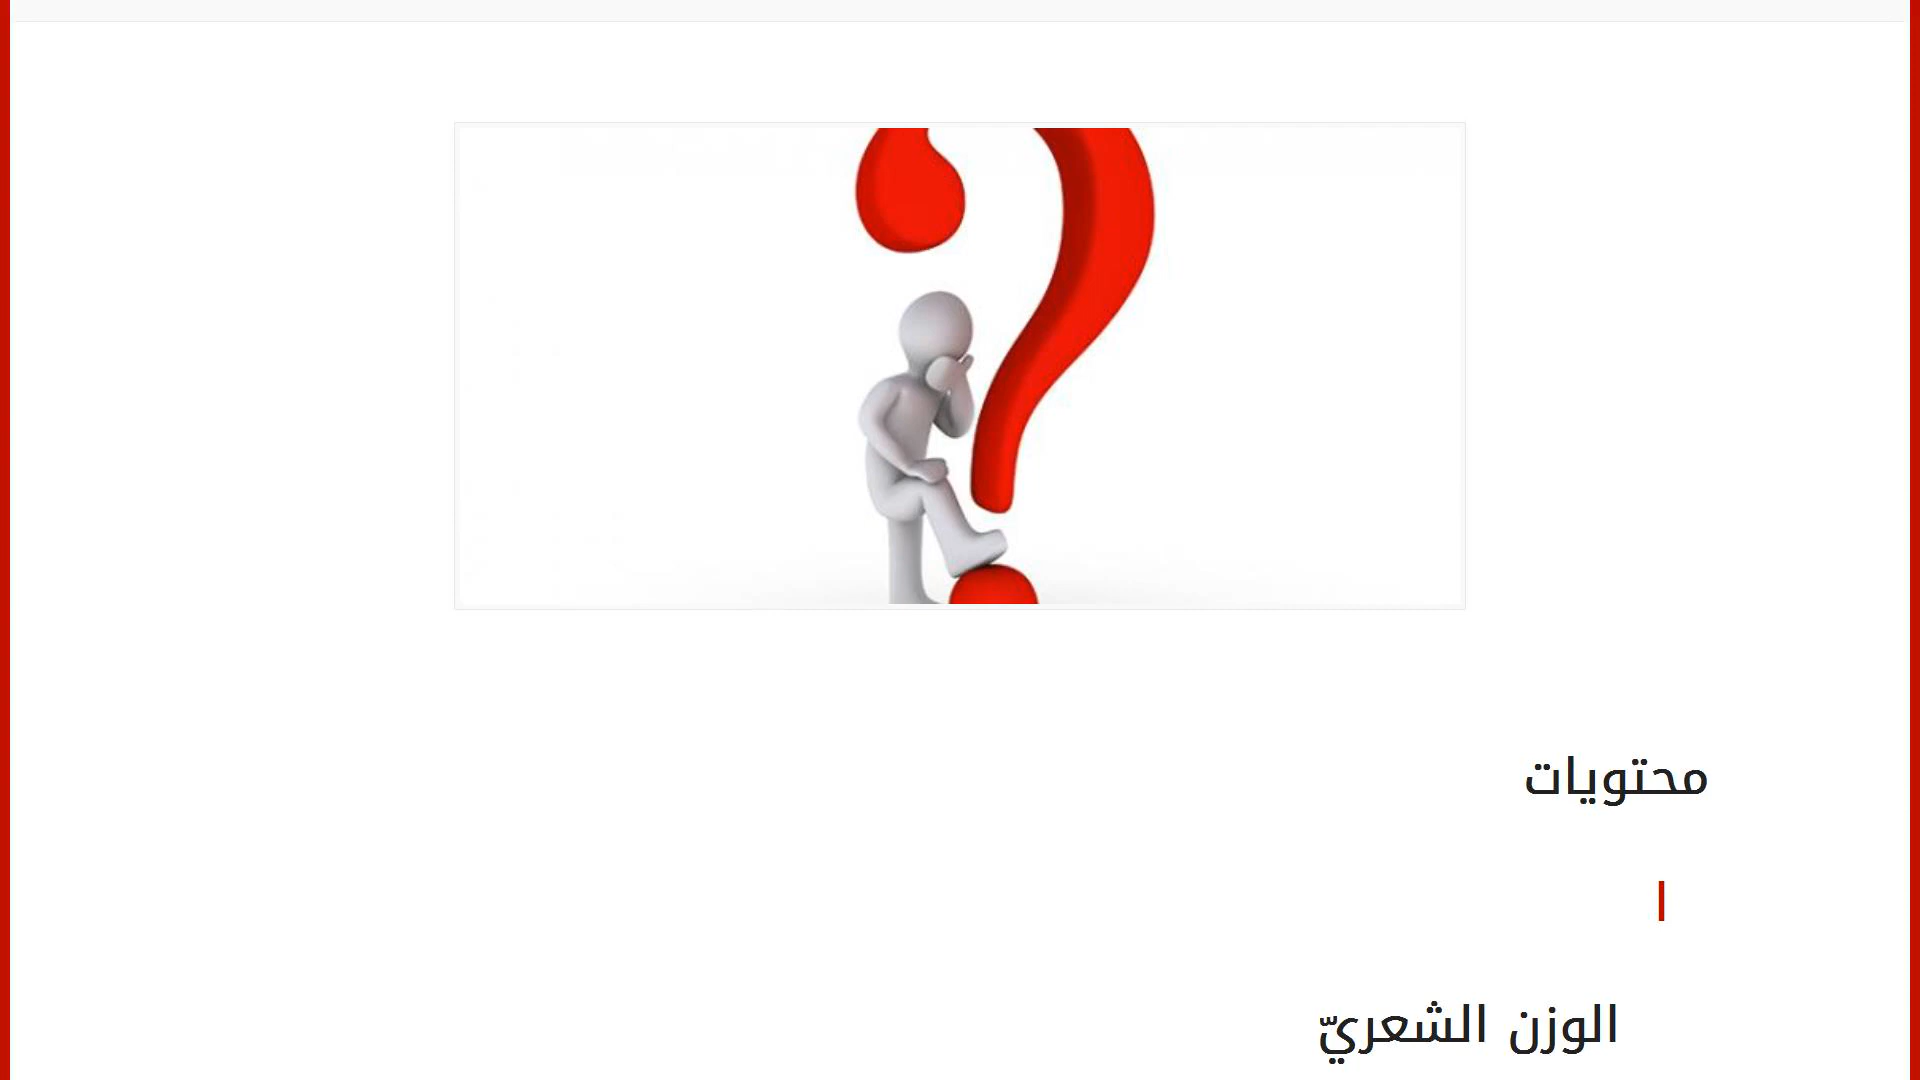 محتويات
ا
الوزن الشعريّ